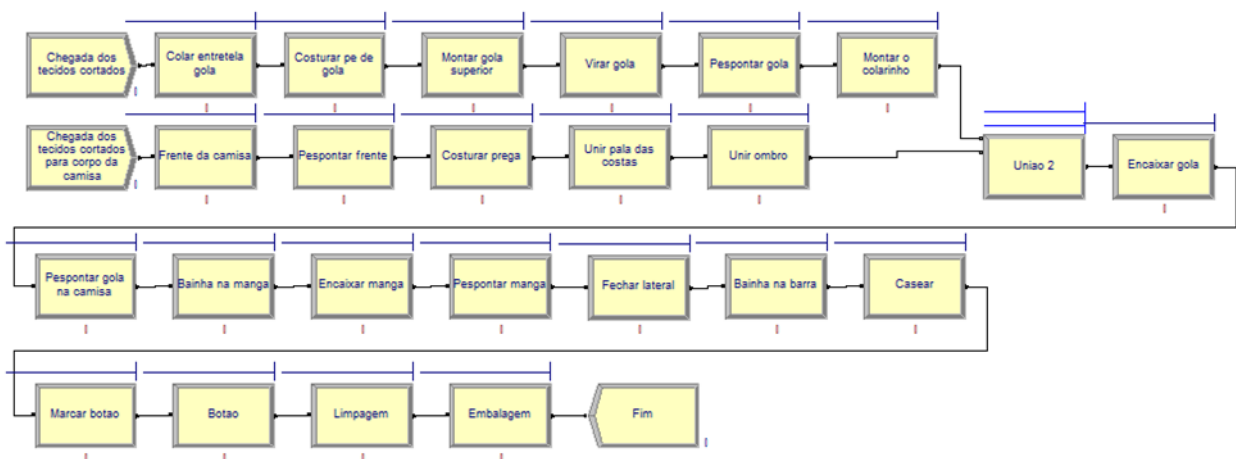 Chegada dos
tecidos cortados
Colar entretela
gola
Costurar pe de
gola
Montar gola
superior
Virar gola
Pespontar gola
Montar o
colarinho
Chegada dos
tecidos cortados
para corpo da
camisa
Frente da camisa
Pespontar frente
Costurar prega
Unir pala das
costas
Unir ombro
Uniao 2
Encaixar gola
Pespontar gola
na camisa
Bainha na manga
Encaixar manga
Pespontar manga
Fechar lateral
Bainha na barra
Casear
Marcar botao
Botao
Limpagem
Embalagem
Fim